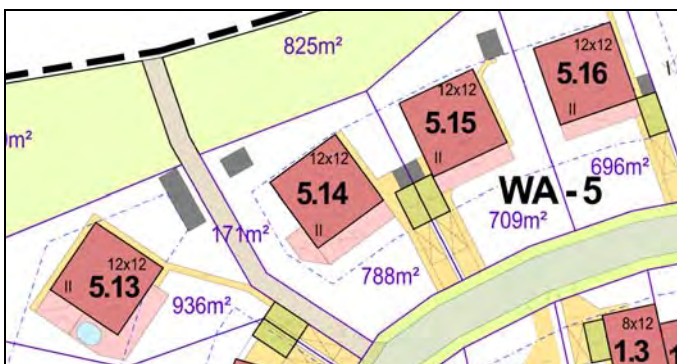 825m²
12x12
5.16
II
12x12
5.15
II
12x12
5.14
II
696m²
WA - 5
709m²
171m²
788m²
12x12
5.13
II
936m²
8x12
1.3